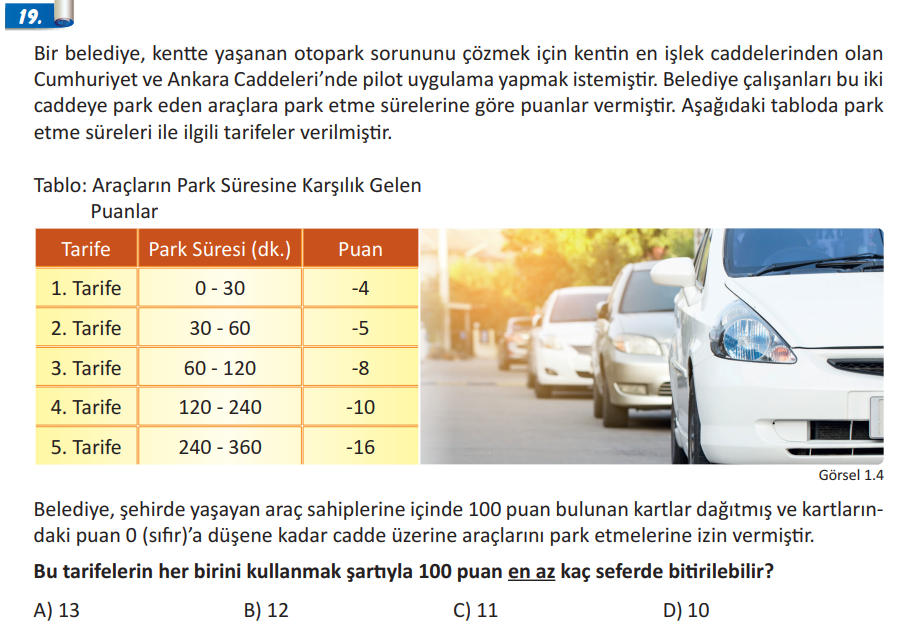 19.
Bir belediye, kentte yaşanan otopark sorununu çözmek için kentin en işlek caddelerinden olan
Cumhuriyet ve Ankara Caddeleri’nde pilot uygulama yapmak istemiştir. Belediye çalışanları bu iki
caddeye park eden araçlara park etme sürelerine göre puanlar vermiştir. Aşağıdaki tabloda park
etme süreleri ile ilgili tarifeler verilmiştir.
Tablo: Araçların Park Süresine Karşılık Gelen
Puanlar
Tarife Park Süresi (dk.) Puan
1. Tarife 0 - 30 -4
2. Tarife 30 - 60 -5
3. Tarife 60 - 120 -8
4. Tarife 120 - 240 -10
5. Tarife 240 - 360 -16
Görsel 1.4
Belediye, şehirde yaşayan araç sahiplerine içinde 100 puan bulunan kartlar dağıtmış ve kartların-
daki puan 0 (sıfır)’a düşene kadar cadde üzerine araçlarını park etmelerine izin vermiştir.
Bu tarifelerin her birini kullanmak şartıyla 100 puan en az kaç seferde bitirilebilir?
A) 13 B) 12 C) 11 D) 10